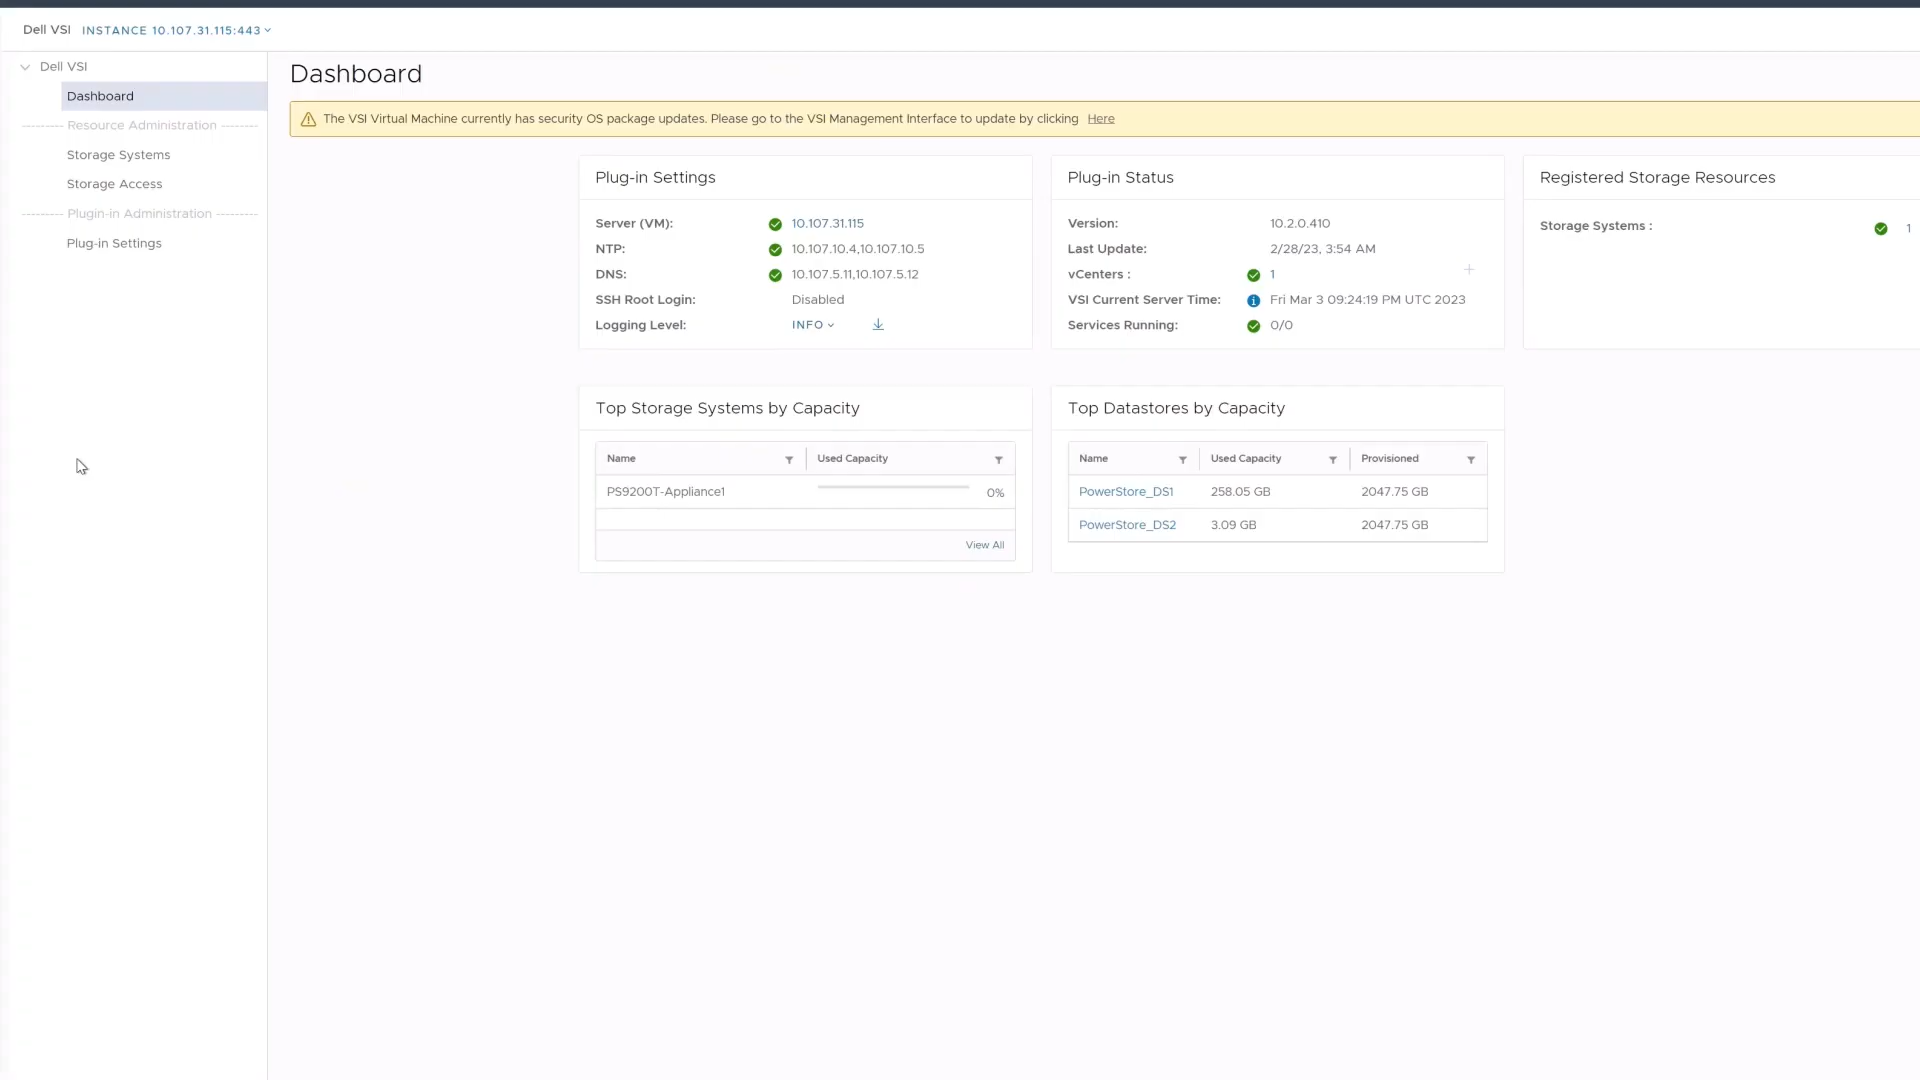 Dell VSI INSTANCE 10.107.31.115:443
Dell VSI
Dashboard
Resource Administration
Storage Systems
Storage Access
Plugin-in Administration
Plug-in Settings
Dashboard
The VSI Virtual Machine currently has security OS package updates. Please go to the VSI Management Interface to update by clicking Here
Plug-in Settings
Server (VM): 10.107.31.115
NTP: 10.107.10.4,10.107.10.5
DNS: 10.107.5.11,10.107.5.12
SSH Root Login: Disabled
Logging Level: INFO
Plug-in Status
Version: 10.2.0.410
Last Update: 2/28/23, 3:54 AM
vCenters : 1
VSI Current Server Time: Fri Mar 3 09:24:19 PM UTC 2023
Services Running: 0/0
Registered Storage Resources
Storage Systems : 1
Top Storage Systems by Capacity
Name Used Capacity
PS9200T-Appliance1 0%
View All
Top Datastores by Capacity
Name Used Capacity Provisioned
PowerStore_DS1 258.05 GB 2047.75 GB
PowerStore_DS2 3.09 GB 2047.75 GB